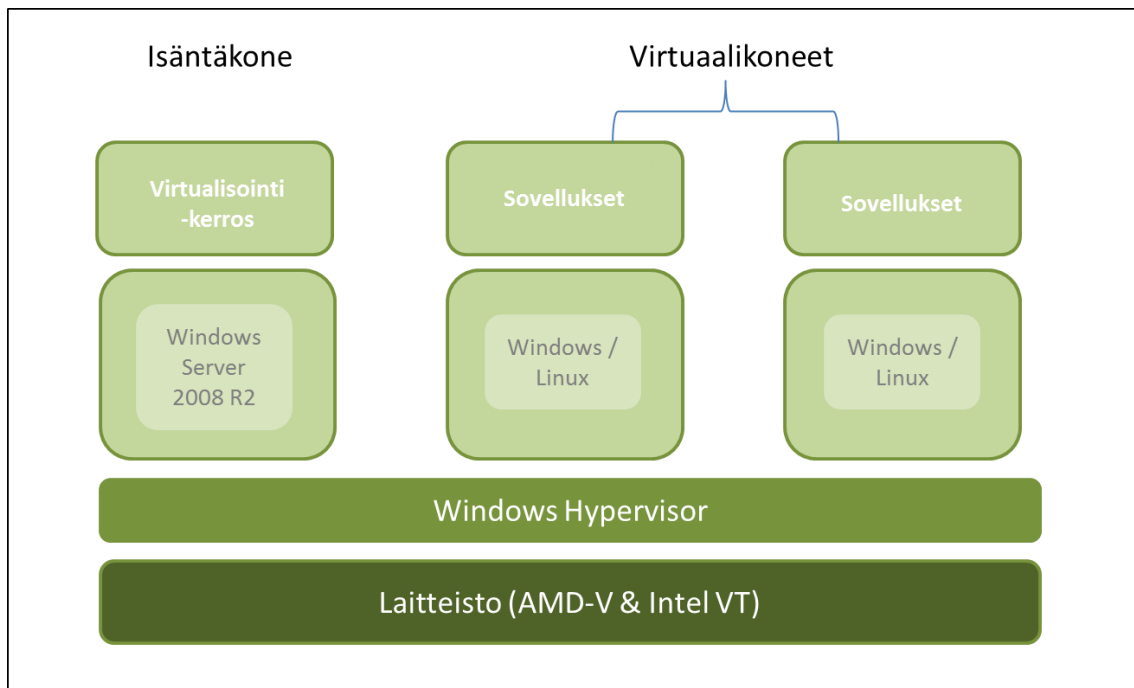 Isäntäkone
Virtuaalikoneet
Virtualisointi
-kerros
Sovellukset
Sovellukset
Windows
Server
2008 R2
Windows /
Linux
Windows /
Linux
Windows Hypervisor
Laitteisto (AMD-V & Intel VT)